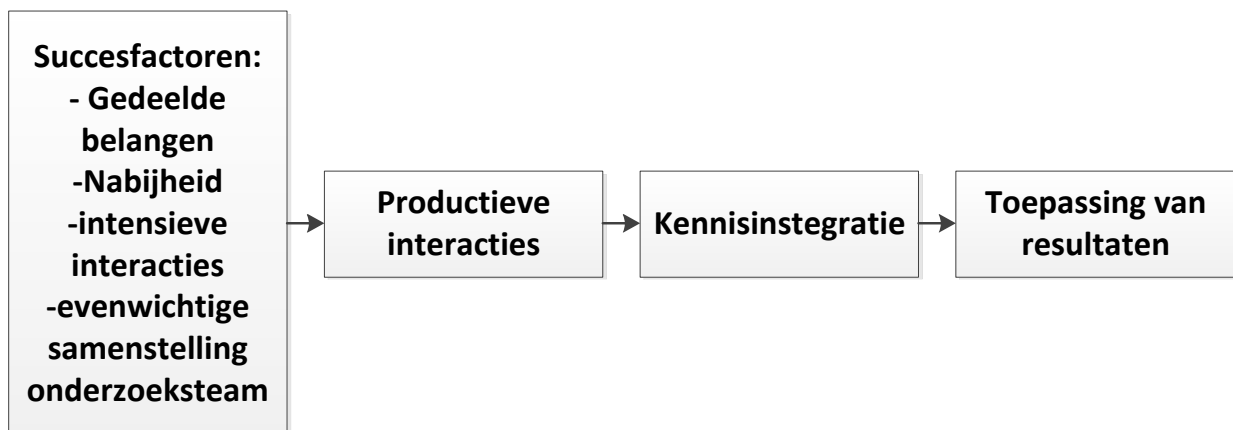 Succesfactoren:
- Gedeelde
belangen
-Nabijheid
-intensieve
interacties
-evenwichtige
samenstelling
onderzoeksteam
Productieve
interacties
Kennisinstegratie
Toepassing van
resultaten